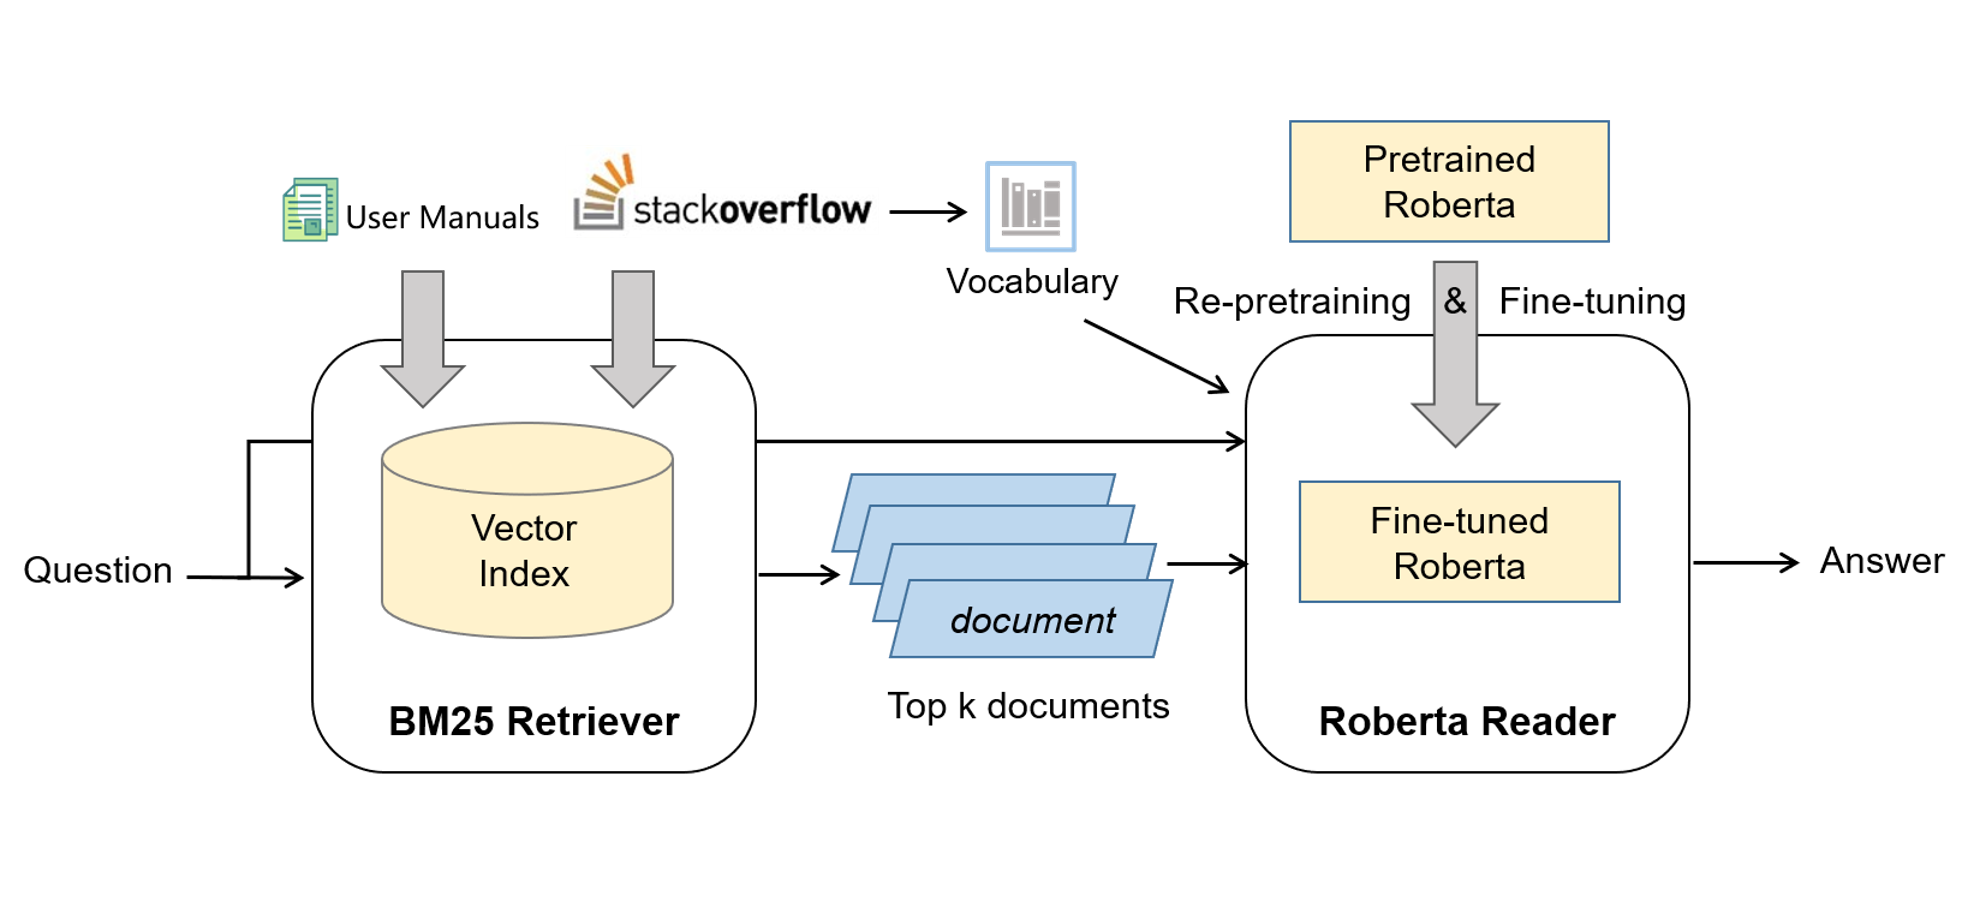 User Manuals
stackoverflow
Vocabulary
Pretrained
Roberta
Re-pretraining & Fine-tuning
Question
Vector
Index
BM25 Retriever
document
Top k documents
Fine-tuned
Roberta
Roberta Reader
Answer